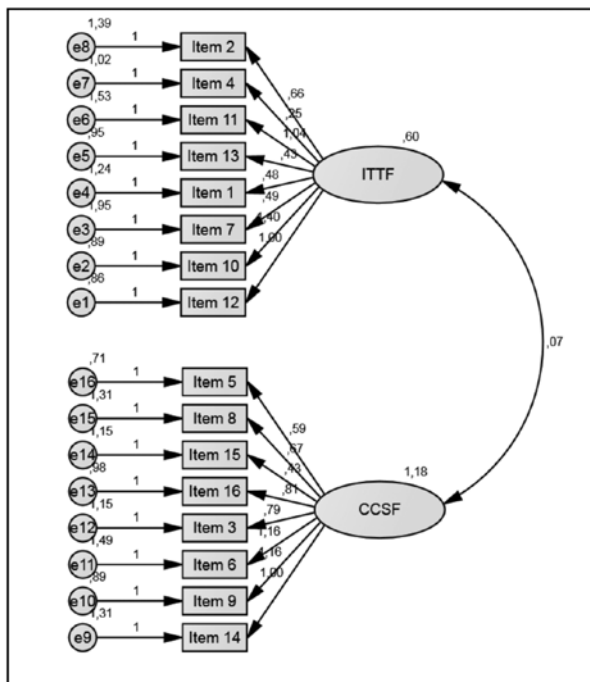 ,1,39
e8 1 Item 2
1,02
e7 1 Item 4
1,53
e6 1 Item 11
,95
e5 1 Item 13
1,24
e4 1 Item 1
1,95
e3 1 Item 7
,89
e2 1 Item 10
,86
e1 1 Item 12
,66
,25
1,04
,43
,48
,49
1,00
,60
ITTF
,07
,71
e16 1 Item 5
1,31
e15 1 Item 8
1,15
e14 1 Item 15
,98
e13 1 Item 16
1,15
e12 1 Item 3
1,49
e11 1 Item 6
,89
e10 1 Item 9
1,31
e9 1 Item 14
,59
,67
,43
,81
,79
1,16
1,16
1,00
1,18
CCSF